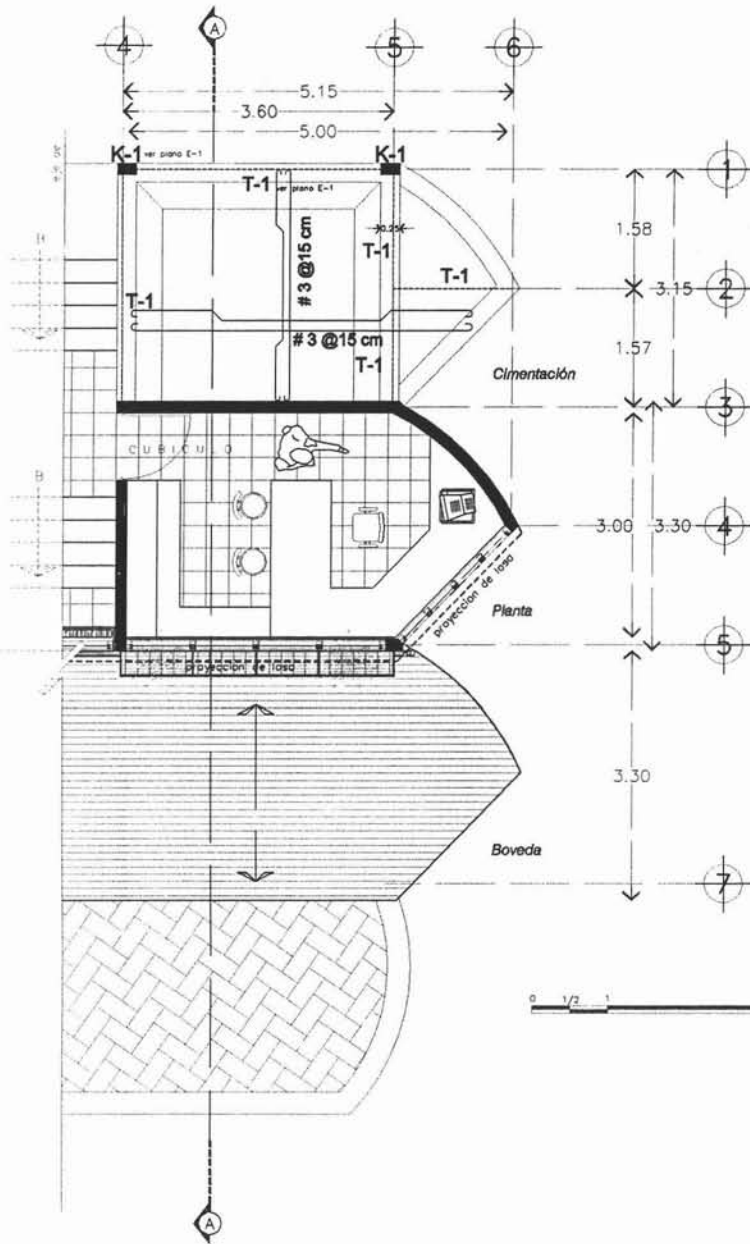 A
4
5
6
5.15
3.60
5.00
K-1 ver plano E-1
K-1
eje de
1
T-1 ver plano E-1
1.58
0.25
# 3 @15 cm
T-1
B
T-1
3.15
2
T-1
# 3 @15 cm
1.57
T-1
Cimentación
3
CUBICULO
B
3.00
3.30
4
Planta
proyeccion de losa
5
proyeccion de losa
3.30
Boveda
7
0 1/2 1
A